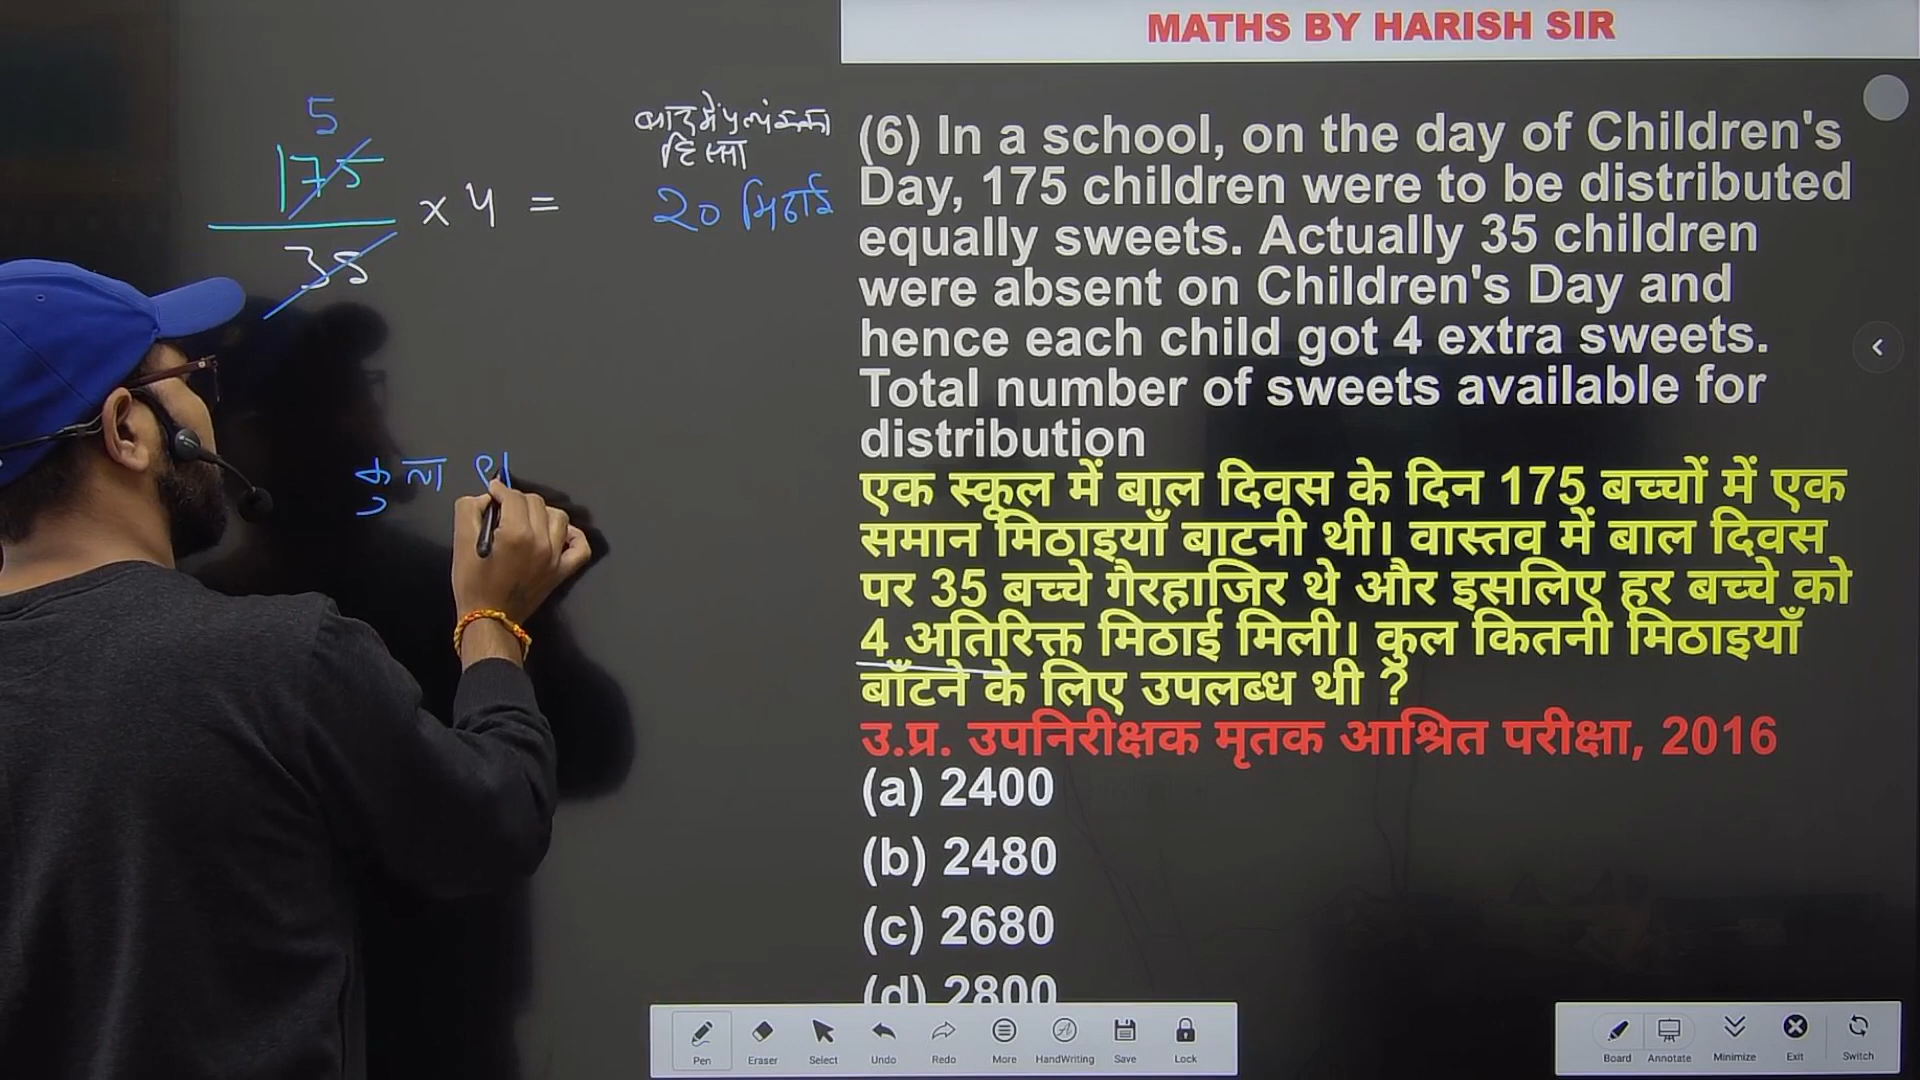 MATHS BY HARISH SIR
5
175
35
× 4 =
बाद में प्रत्येक का
हिस्सा
20 मिठाई
कुल
(6) In a school, on the day of Children's
Day, 175 children were to be distributed
equally sweets. Actually 35 children
were absent on Children's Day and
hence each child got 4 extra sweets.
Total number of sweets available for
distribution
एक स्कूल में बाल दिवस के दिन 175 बच्चों में एक
समान मिठाइयाँ बाटनी थी। वास्तव में बाल दिवस
पर 35 बच्चे गैरहाजिर थे और इसलिए हर बच्चे को
4 अतिरिक्त मिठाई मिली। कुल कितनी मिठाइयाँ
बाँटने के लिए उपलब्ध थी ?
उ.प्र. उपनिरीक्षक मृतक आश्रित परीक्षा, 2016
(a) 2400
(b) 2480
(c) 2680
(d) 2800
Pen Eraser Select Undo Redo More HandWriting Save Lock
Board Annotate Minimize Exit Switch